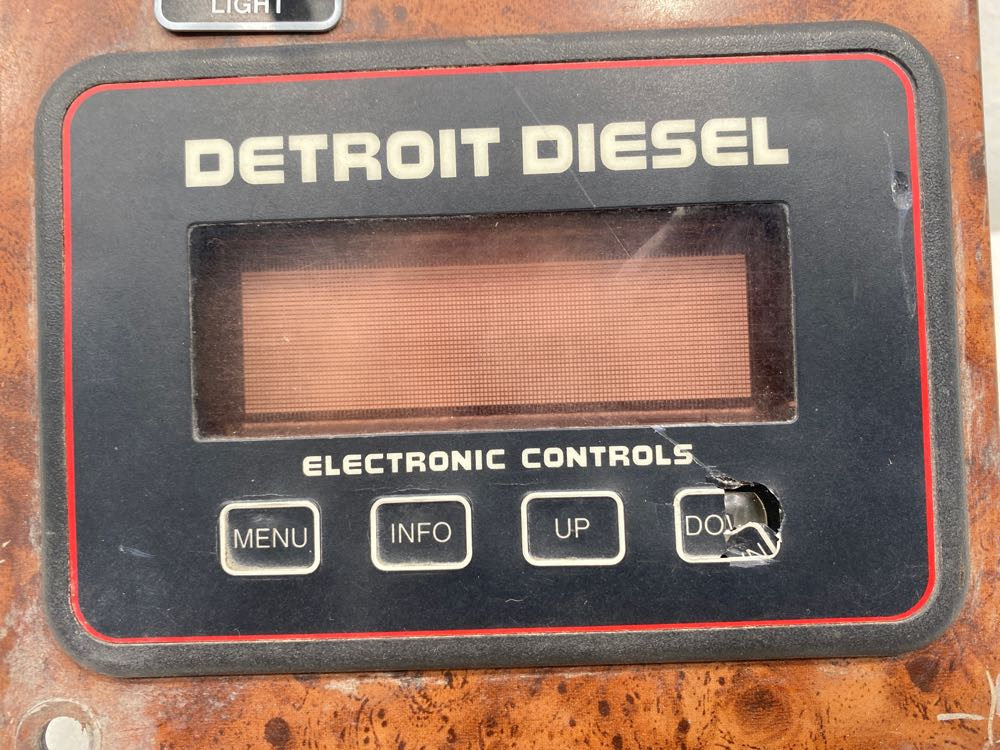 LIGHT
DETROIT DIESEL
ELECTRONIC CONTROLS
MENU INFO UP